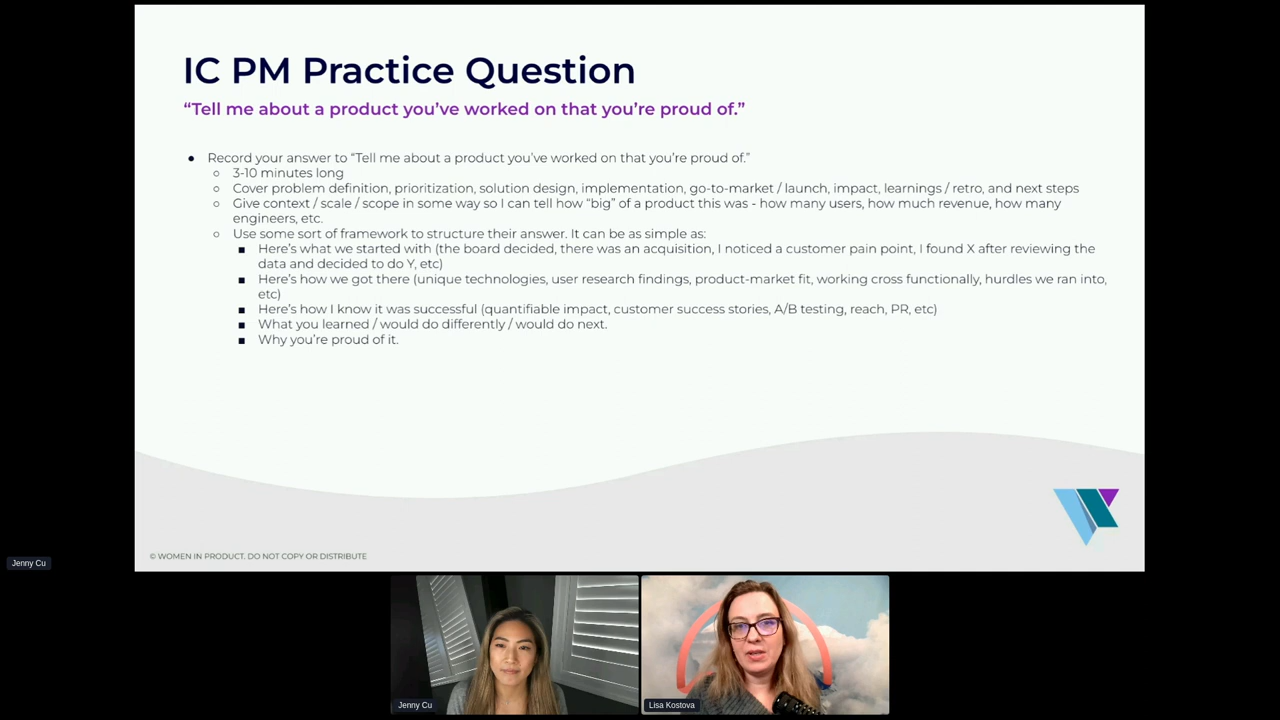 IC PM Practice Question
“Tell me about a product you’ve worked on that you’re proud of.”
● Record your answer to “Tell me about a product you’ve worked on that you’re proud of.”
○ 3-10 minutes long
○ Cover problem definition, prioritization, solution design, implementation, go-to-market / launch, impact, learnings / retro, and next steps
○ Give context / scale / scope in some way so I can tell how “big” of a product this was - how many users, how much revenue, how many
engineers, etc.
○ Use some sort of framework to structure their answer. It can be as simple as:
■ Here’s what we started with (the board decided, there was an acquisition, I noticed a customer pain point, I found X after reviewing the
data and decided to do Y, etc)
■ Here’s how we got there (unique technologies, user research findings, product-market fit, working cross functionally, hurdles we ran into,
etc)
■ Here’s how I know it was successful (quantifiable impact, customer success stories, A/B testing, reach, PR, etc)
■ What you learned / would do differently / would do next.
■ Why you’re proud of it.
© WOMEN IN PRODUCT. DO NOT COPY OR DISTRIBUTE
Jenny Cu
Jenny Cu
Lisa Kostova